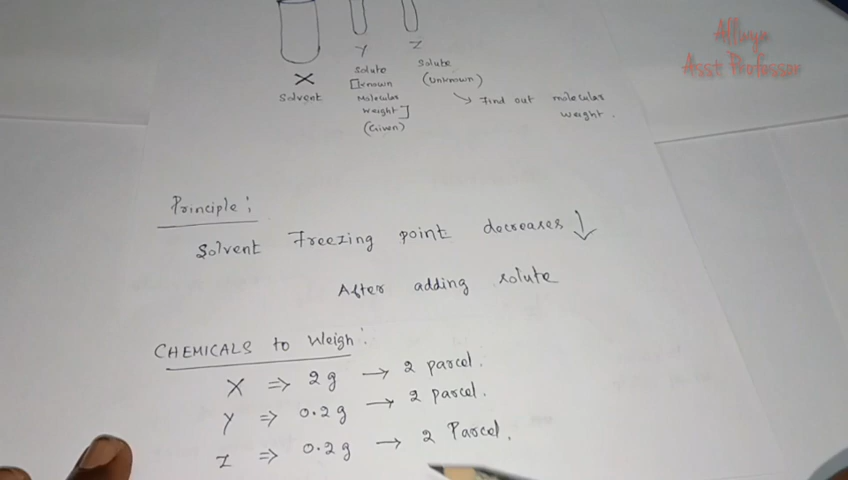 Asst Professor
X
Solvent
Y
Solute
[known
Molecular
weight]
(Given)
Z
Solute
(Unknown)
→ Find out molecular
weight.
Principle:
Solvent Freezing point decreases ↓
After adding solute
CHEMICALS to Weigh:
X ⇒ 2g → 2 parcel.
Y ⇒ 0.2g → 2 parcel.
Z ⇒ 0.2g → 2 Parcel.